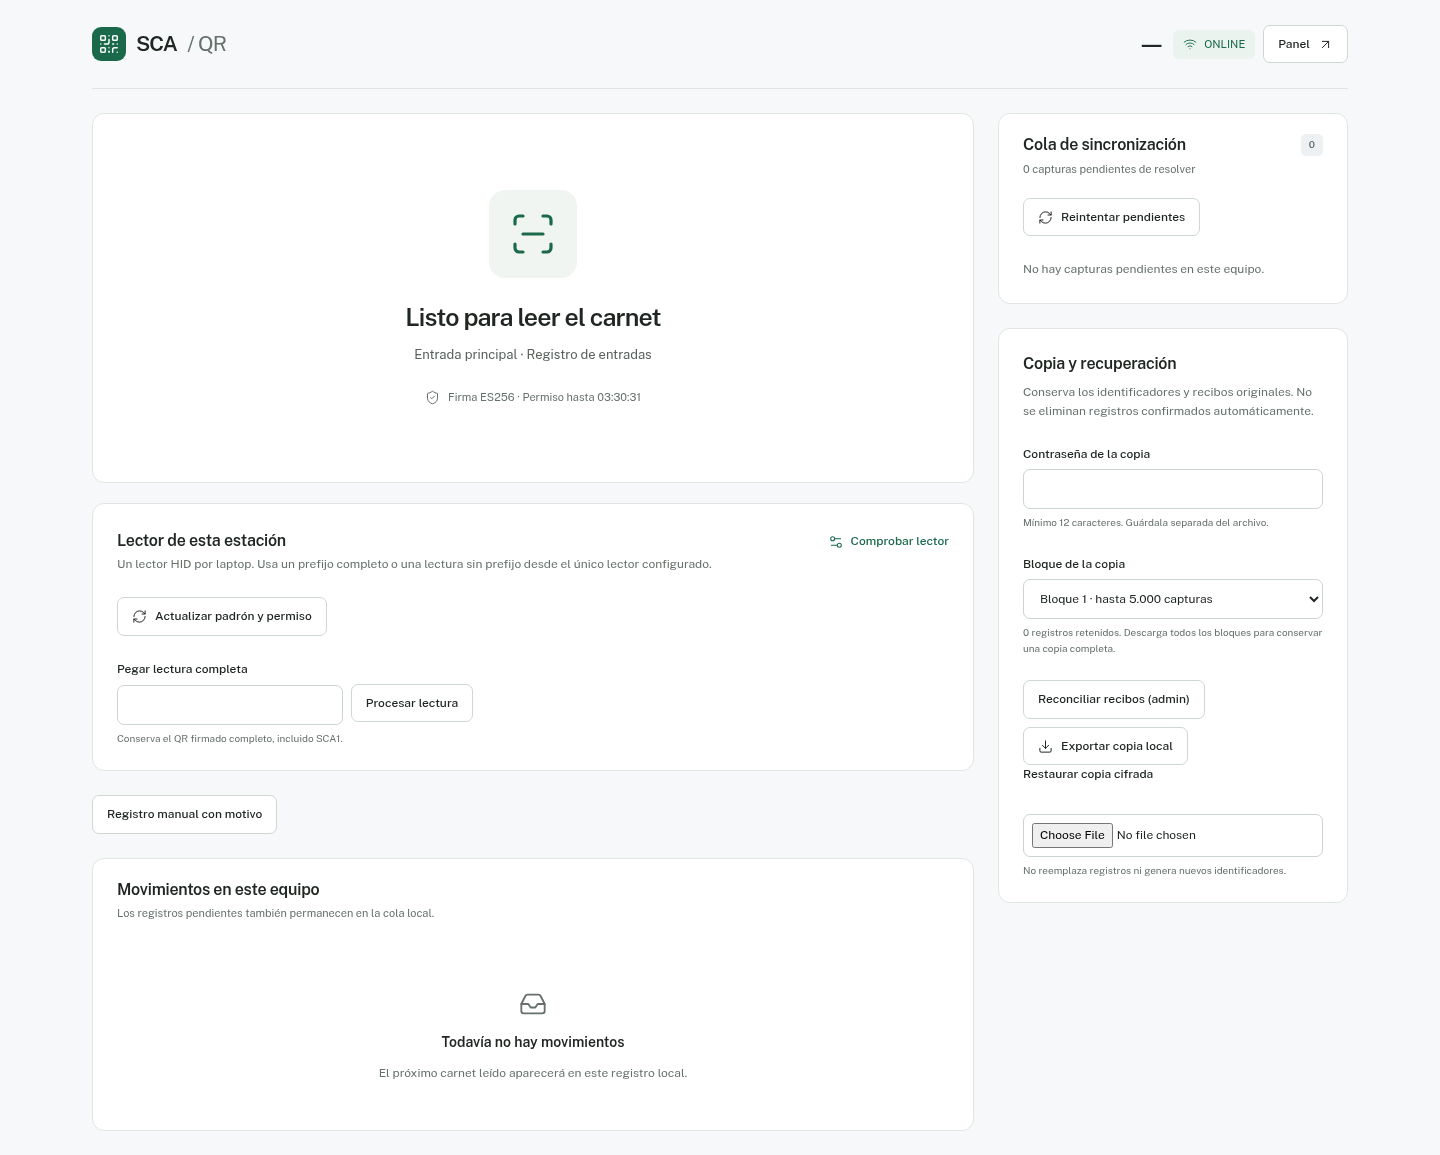 SCA / QR
—
ONLINE
Panel
Listo para leer el carnet
Entrada principal · Registro de entradas
Firma ES256 · Permiso hasta 03:30:31
Lector de esta estación
Comprobar lector
Un lector HID por laptop. Usa un prefijo completo o una lectura sin prefijo desde el único lector configurado.
Actualizar padrón y permiso
Pegar lectura completa
Procesar lectura
Conserva el QR firmado completo, incluido SCA1.
Registro manual con motivo
Movimientos en este equipo
Los registros pendientes también permanecen en la cola local.
Todavía no hay movimientos
El próximo carnet leído aparecerá en este registro local.
Cola de sincronización
0
0 capturas pendientes de resolver
Reintentar pendientes
No hay capturas pendientes en este equipo.
Copia y recuperación
Conserva los identificadores y recibos originales. No
se eliminan registros confirmados automáticamente.
Contraseña de la copia
Mínimo 12 caracteres. Guárdala separada del archivo.
Bloque de la copia
Bloque 1 · hasta 5.000 capturas
0 registros retenidos. Descarga todos los bloques para conservar
una copia completa.
Reconciliar recibos (admin)
Exportar copia local
Restaurar copia cifrada
Choose File No file chosen
No reemplaza registros ni genera nuevos identificadores.